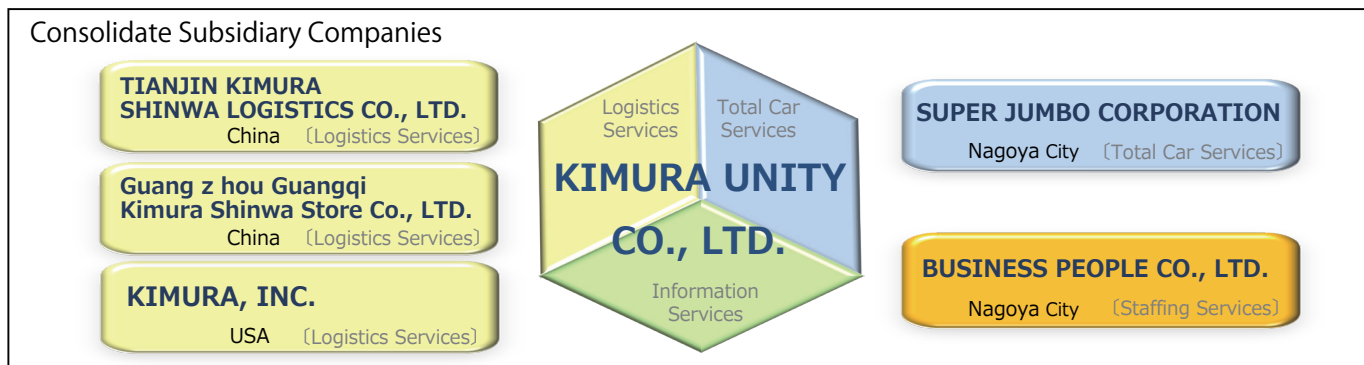 Consolidate Subsidiary Companies
TIANJIN KIMURA
SHINWA LOGISTICS CO., LTD.
China 〔Logistics Services〕
Guang z hou Guangqi
Kimura Shinwa Store Co., LTD.
China 〔Logistics Services〕
KIMURA, INC.
USA 〔Logistics Services〕
Logistics
Services
Total Car
Services
KIMURA UNITY
CO., LTD.
Information
Services
SUPER JUMBO CORPORATION
Nagoya City 〔Total Car Services〕
BUSINESS PEOPLE CO., LTD.
Nagoya City 〔Staffing Services〕